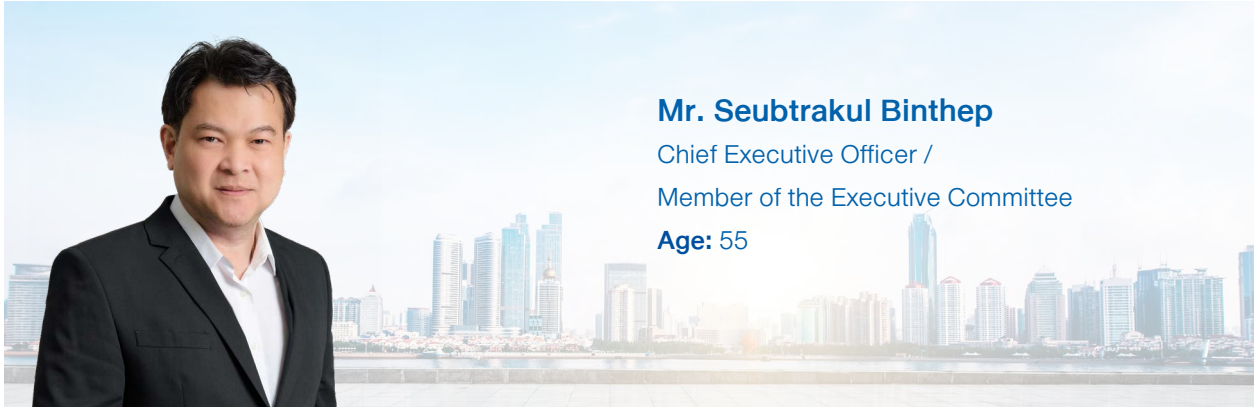 Mr. Seubtrakul Binthep
Chief Executive Officer /
Member of the Executive Committee
Age: 55